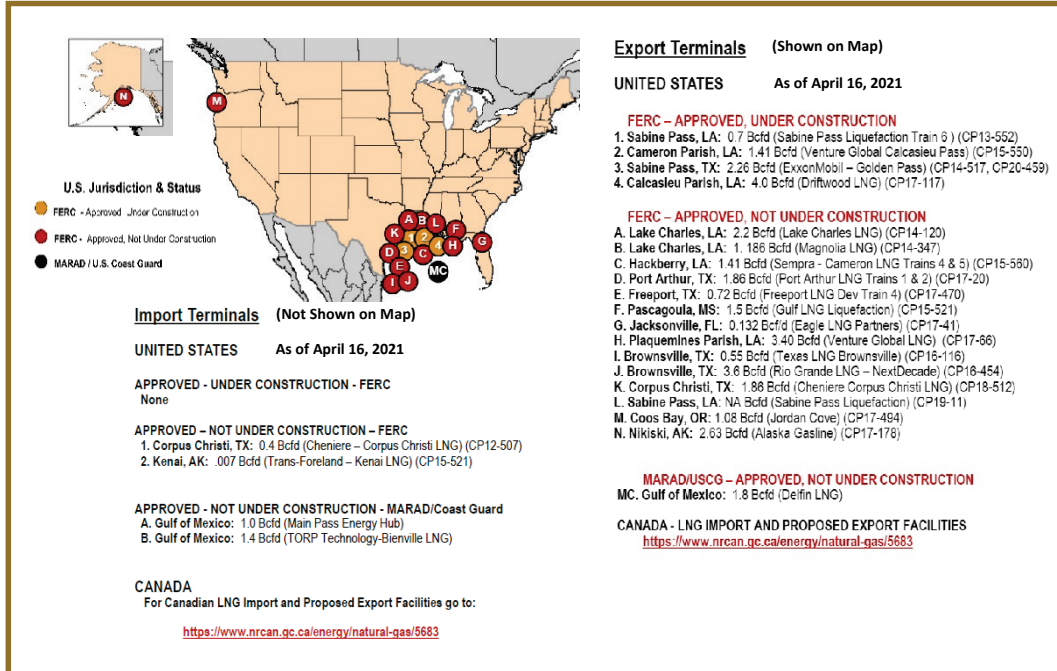 N
M
A
B
L
K
1
2
F
3
4
H
G
D
C
E
MC
I
J
U.S. Jurisdiction & Status
FERC - Approved Under Construction
FERC - Approved, Not Under Construction
MARAD / U.S. Coast Guard
Import Terminals (Not Shown on Map)
UNITED STATES As of April 16, 2021
APPROVED - UNDER CONSTRUCTION - FERC
None
APPROVED – NOT UNDER CONSTRUCTION – FERC
1. Corpus Christi, TX: 0.4 Bcfd (Cheniere – Corpus Christi LNG) (CP12-507)
2. Kenai, AK: .007 Bcfd (Trans-Foreland – Kenai LNG) (CP15-521)
APPROVED - NOT UNDER CONSTRUCTION - MARAD/Coast Guard
A. Gulf of Mexico: 1.0 Bcfd (Main Pass Energy Hub)
B. Gulf of Mexico: 1.4 Bcfd (TORP Technology-Bienville LNG)
CANADA
For Canadian LNG Import and Proposed Export Facilities go to:
https://www.nrcan.gc.ca/energy/natural-gas/5683
Export Terminals (Shown on Map)
UNITED STATES As of April 16, 2021
FERC – APPROVED, UNDER CONSTRUCTION
1. Sabine Pass, LA: 0.7 Bcfd (Sabine Pass Liquefaction Train 6 ) (CP13-552)
2. Cameron Parish, LA: 1.41 Bcfd (Venture Global Calcasieu Pass) (CP15-550)
3. Sabine Pass, TX: 2.26 Bcfd (ExxonMobil – Golden Pass) (CP14-517, CP20-459)
4. Calcasieu Parish, LA: 4.0 Bcfd (Driftwood LNG) (CP17-117)
FERC – APPROVED, NOT UNDER CONSTRUCTION
A. Lake Charles, LA: 2.2 Bcfd (Lake Charles LNG) (CP14-120)
B. Lake Charles, LA: 1. 186 Bcfd (Magnolia LNG) (CP14-347)
C. Hackberry, LA: 1.41 Bcfd (Sempra - Cameron LNG Trains 4 & 5) (CP15-560)
D. Port Arthur, TX: 1.86 Bcfd (Port Arthur LNG Trains 1 & 2) (CP17-20)
E. Freeport, TX: 0.72 Bcfd (Freeport LNG Dev Train 4) (CP17-470)
F. Pascagoula, MS: 1.5 Bcfd (Gulf LNG Liquefaction) (CP15-521)
G. Jacksonville, FL: 0.132 Bcf/d (Eagle LNG Partners) (CP17-41)
H. Plaquemines Parish, LA: 3.40 Bcfd (Venture Global LNG) (CP17-66)
I. Brownsville, TX: 0.55 Bcfd (Texas LNG Brownsville) (CP16-116)
J. Brownsville, TX: 3.6 Bcfd (Rio Grande LNG – NextDecade) (CP16-454)
K. Corpus Christi, TX: 1.86 Bcfd (Cheniere Corpus Christi LNG) (CP18-512)
L. Sabine Pass, LA: NA Bcfd (Sabine Pass Liquefaction) (CP19-11)
M. Coos Bay, OR: 1.08 Bcfd (Jordan Cove) (CP17-494)
N. Nikiski, AK: 2.63 Bcfd (Alaska Gasline) (CP17-178)
MARAD/USCG – APPROVED, NOT UNDER CONSTRUCTION
MC. Gulf of Mexico: 1.8 Bcfd (Delfin LNG)
CANADA - LNG IMPORT AND PROPOSED EXPORT FACILITIES
https://www.nrcan.gc.ca/energy/natural-gas/5683